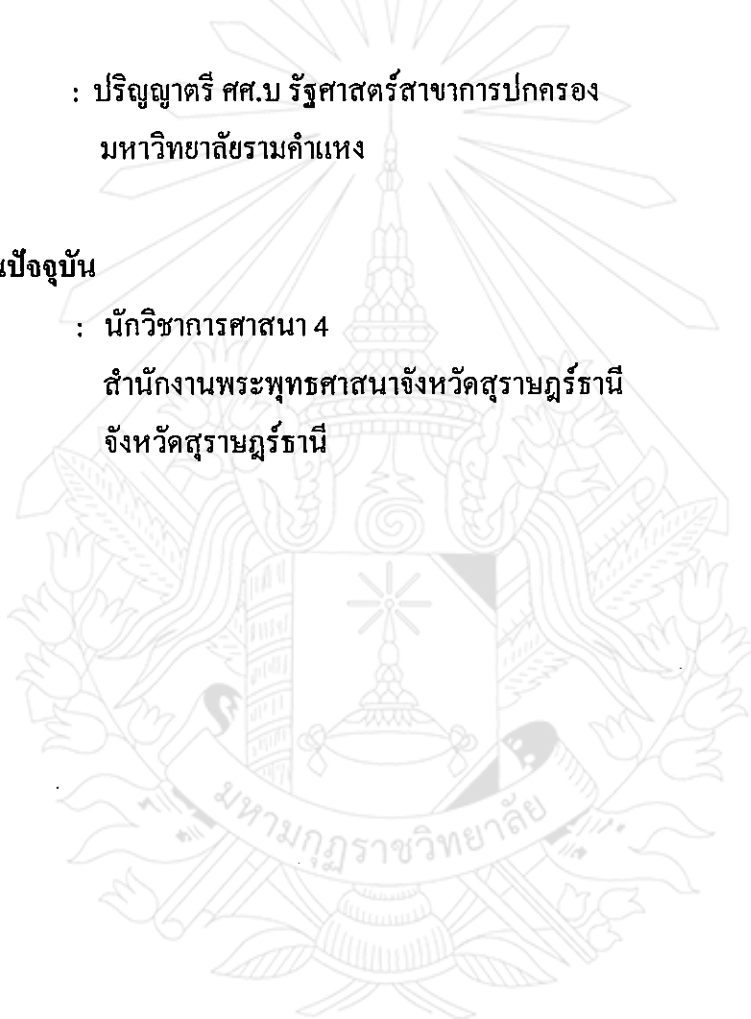 : ปริญญาตรี ศศ.บ รัฐศาสตร์สาขาการปกครอง
มหาวิทยาลัยรามคำแหง
นปัจจุบัน
: นักวิชาการศาสนา 4
สำนักงานพระพุทธศาสนาจังหวัดสุราษฎร์ธานี
จังหวัดสุราษฎร์ธานี
มหามกุฏราชวิทยาลัย